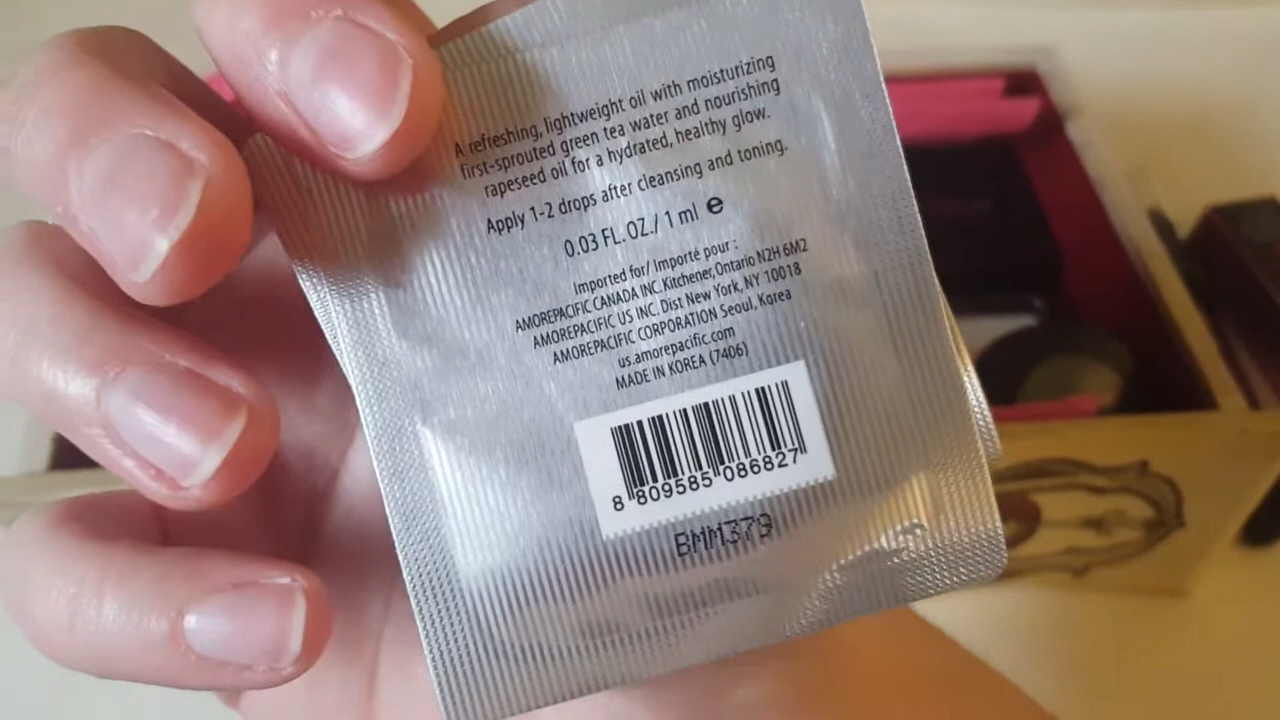 A refreshing, lightweight oil with moisturizing
first-sprouted green tea water and nourishing
rapeseed oil for a hydrated, healthy glow.
Apply 1-2 drops after cleansing and toning.
0.03 FL. OZ./ 1 ml e
Imported for/ Importé pour :
AMOREPACIFIC CANADA INC. Kitchener, Ontario N2H 6M2
AMOREPACIFIC US INC. Dist New York, NY 10018
AMOREPACIFIC CORPORATION Seoul, Korea
us.amorepacific.com
MADE IN KOREA (7406)
8 809585 086827
BMM379